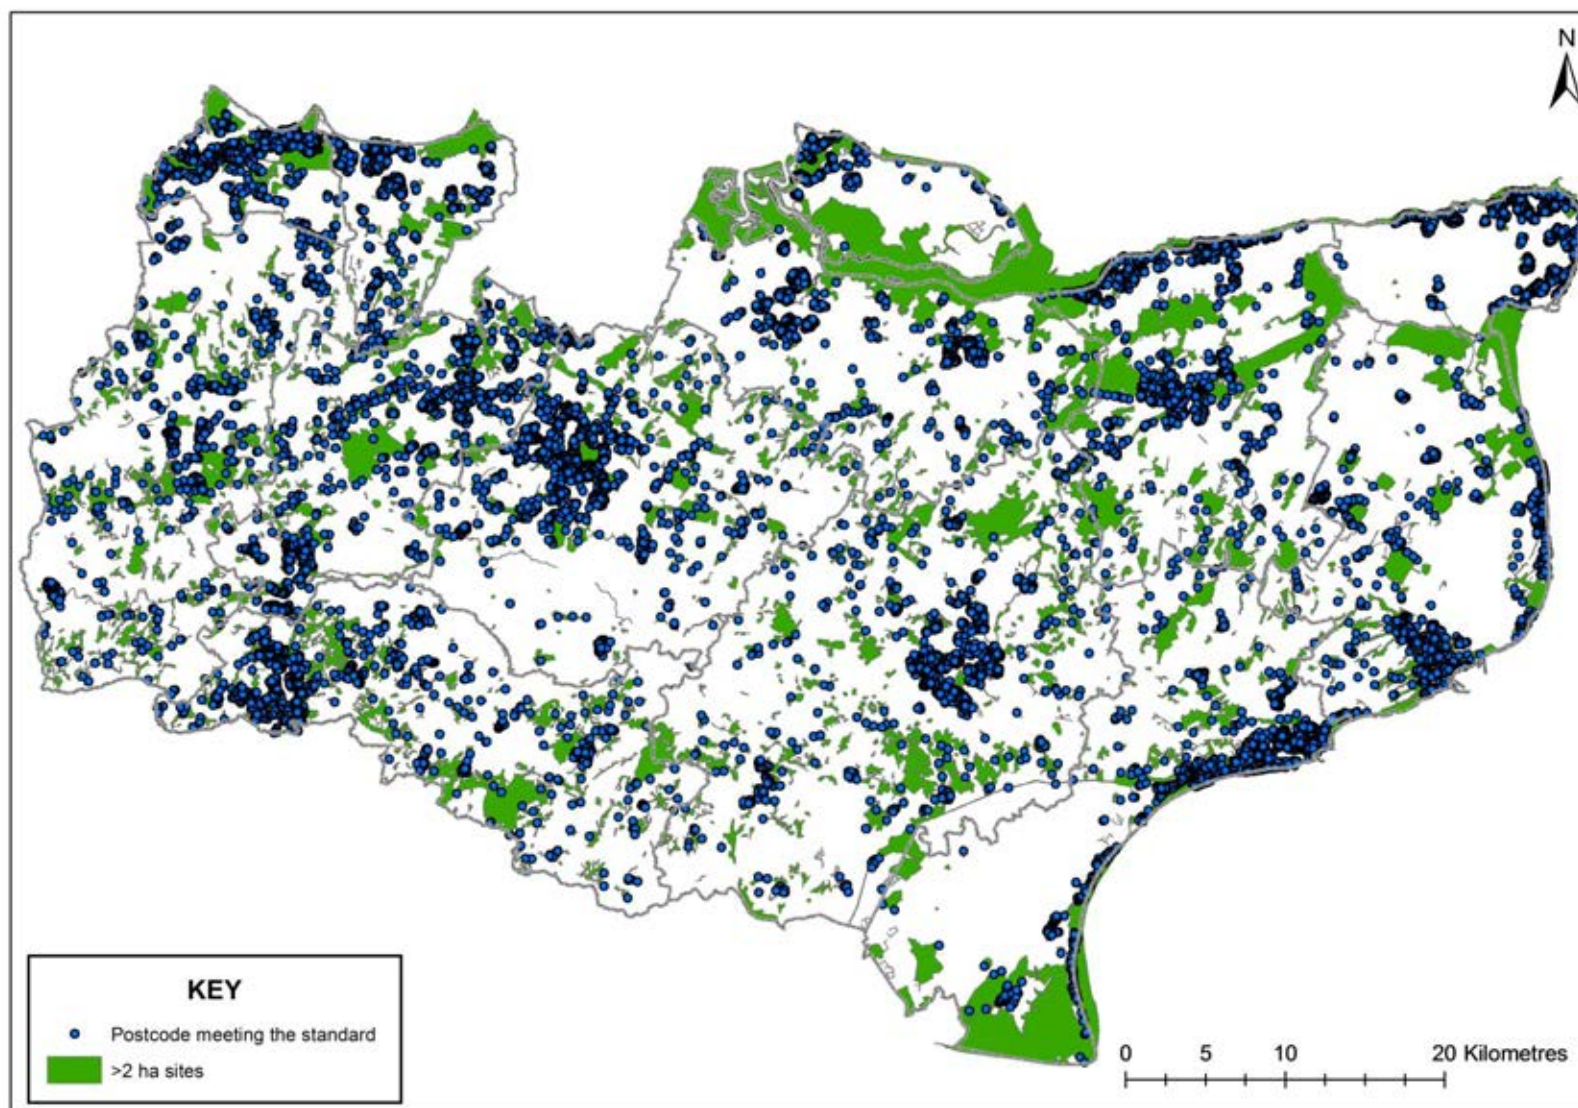 N
KEY
Postcode meeting the standard
>2 ha sites
0 5 10 20 Kilometres